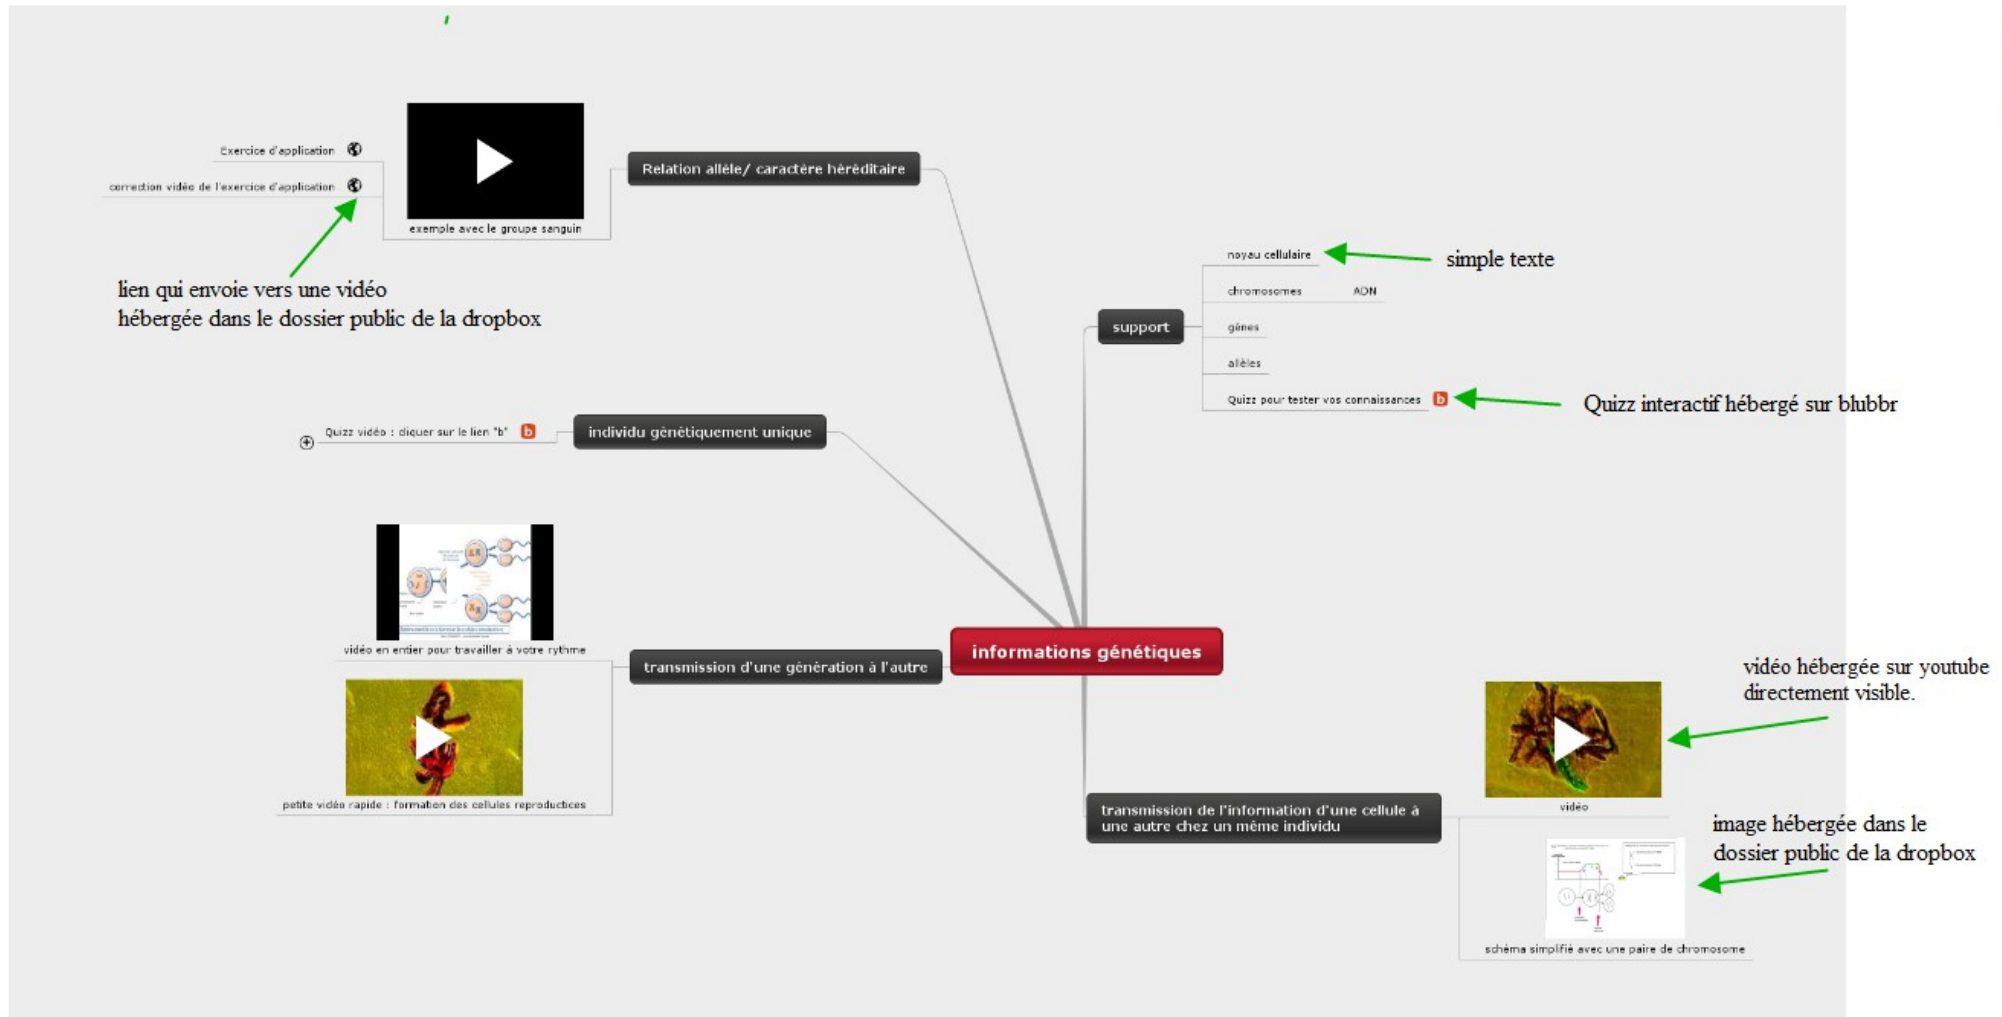 Exercice d'application
correction vidéo de l'exercice d'application
exemple avec le groupe sanguin
Relation allèle/ caractère héréditaire
lien qui envoie vers une vidéo
hébergée dans le dossier public de la dropbox
noyau cellulaire
simple texte
chromosomes
ADN
support
gènes
allèles
Quizz pour tester vos connaissances
b
Quizz interactif hébergé sur blubbr
Quizz vidéo : cliquer sur le lien "b"
b
individu génétiquement unique
vidéo en entier pour travailler à votre rythme
transmission d'une génération à l'autre
informations génétiques
petite vidéo rapide : formation des cellules reproductices
vidéo hébergée sur youtube
directement visible.
vidéo
transmission de l'information d'une cellule à
une autre chez un même individu
image hébergée dans le
dossier public de la dropbox
schéma simplifié avec une paire de chromosome